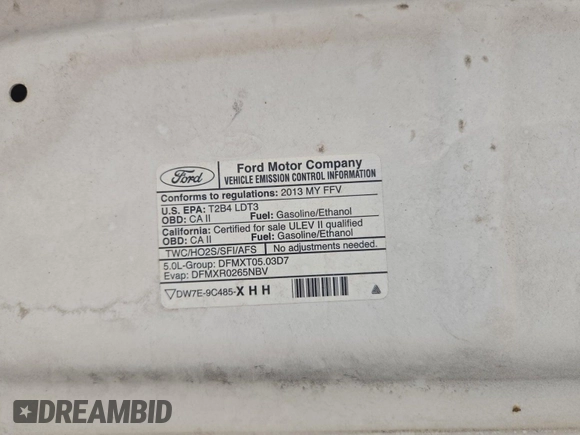 Ford
Ford Motor Company
VEHICLE EMISSION CONTROL INFORMATION
Conforms to regulations: 2013 MY FFV
U.S. EPA: T2B4 LDT3
OBD: CA II Fuel: Gasoline/Ethanol
California: Certified for sale ULEV II qualified
OBD: CA II Fuel: Gasoline/Ethanol
TWC/HO2S/SFI/AFS No adjustments needed.
5.0L-Group: DFMXT05.03D7
Evap: DFMXR0265NBV
DW7E-9C485-XHH
DREAMBID